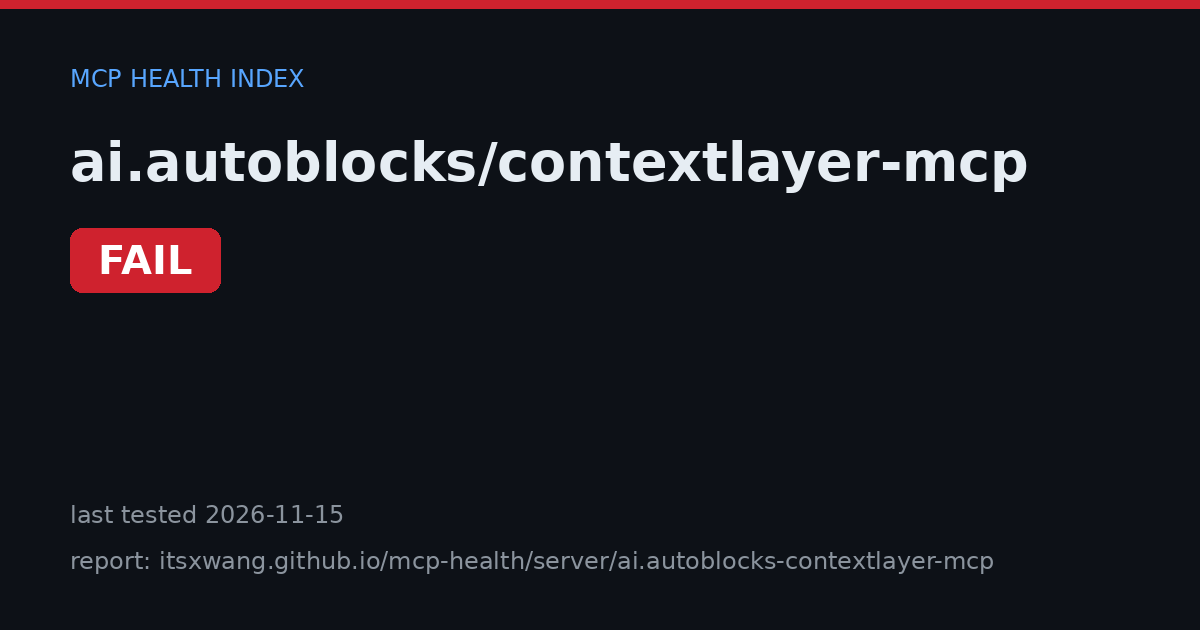 MCP HEALTH INDEX
ai.autoblocks/contextlayer-mcp
FAIL
last tested 2026-11-15
report: itsxwang.github.io/mcp-health/server/ai.autoblocks-contextlayer-mcp